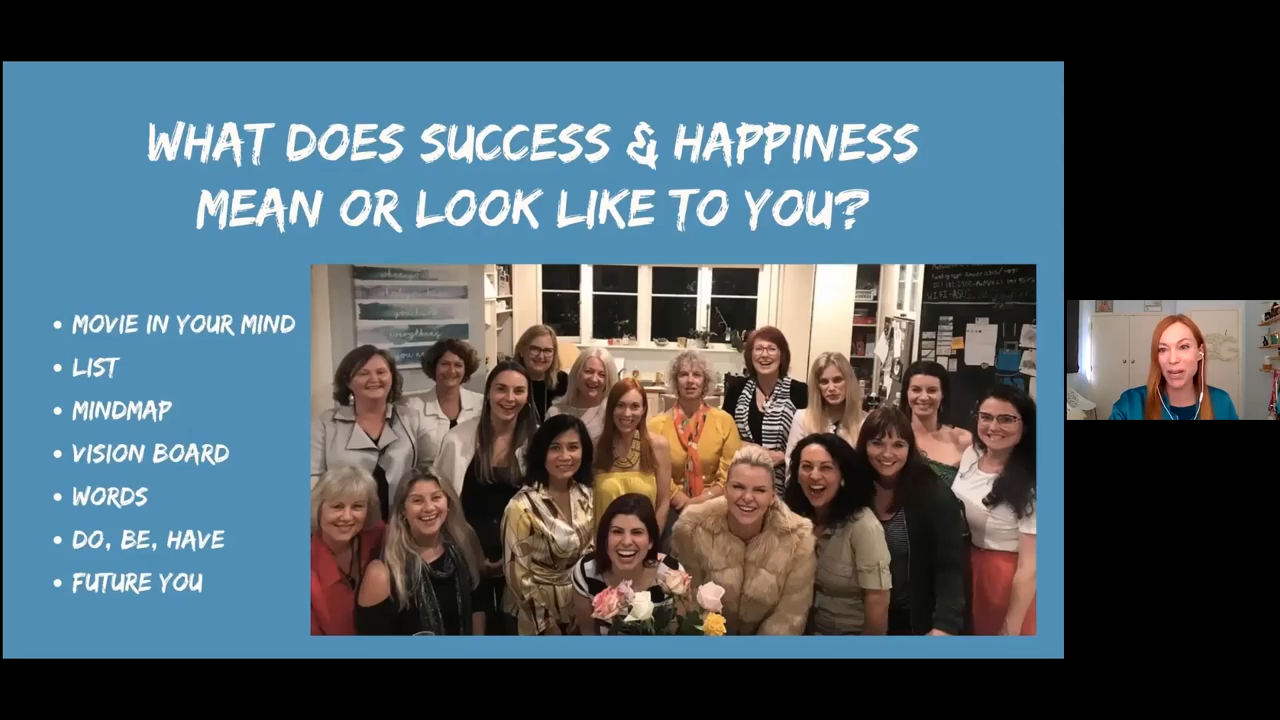 WHAT DOES SUCCESS & HAPPINESS
MEAN OR LOOK LIKE TO YOU?
• MOVIE IN YOUR MIND
• LIST
• MINDMAP
• VISION BOARD
• WORDS
• DO, BE, HAVE
• FUTURE YOU
everything